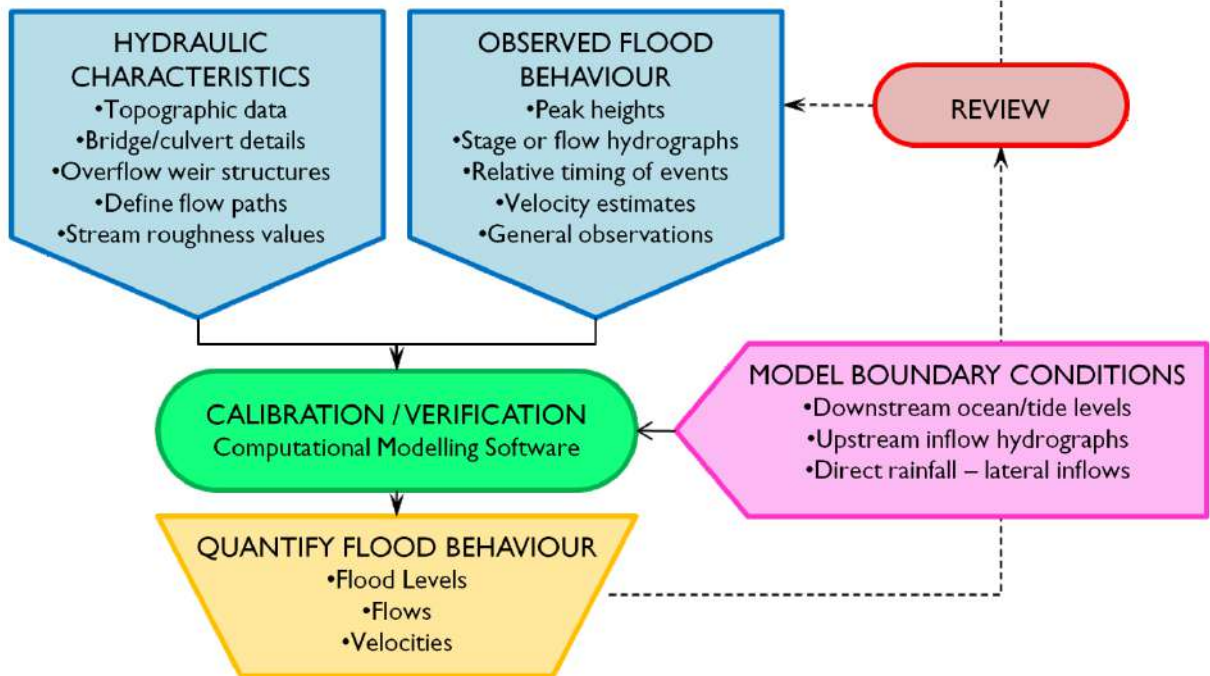 HYDRAULIC
CHARACTERISTICS
•Topographic data
•Bridge/culvert details
•Overflow weir structures
•Define flow paths
•Stream roughness values
OBSERVED FLOOD
BEHAVIOUR
•Peak heights
•Stage or flow hydrographs
•Relative timing of events
•Velocity estimates
•General observations
REVIEW
CALIBRATION / VERIFICATION
Computational Modelling Software
MODEL BOUNDARY CONDITIONS
•Downstream ocean/tide levels
•Upstream inflow hydrographs
•Direct rainfall – lateral inflows
QUANTIFY FLOOD BEHAVIOUR
•Flood Levels
•Flows
•Velocities